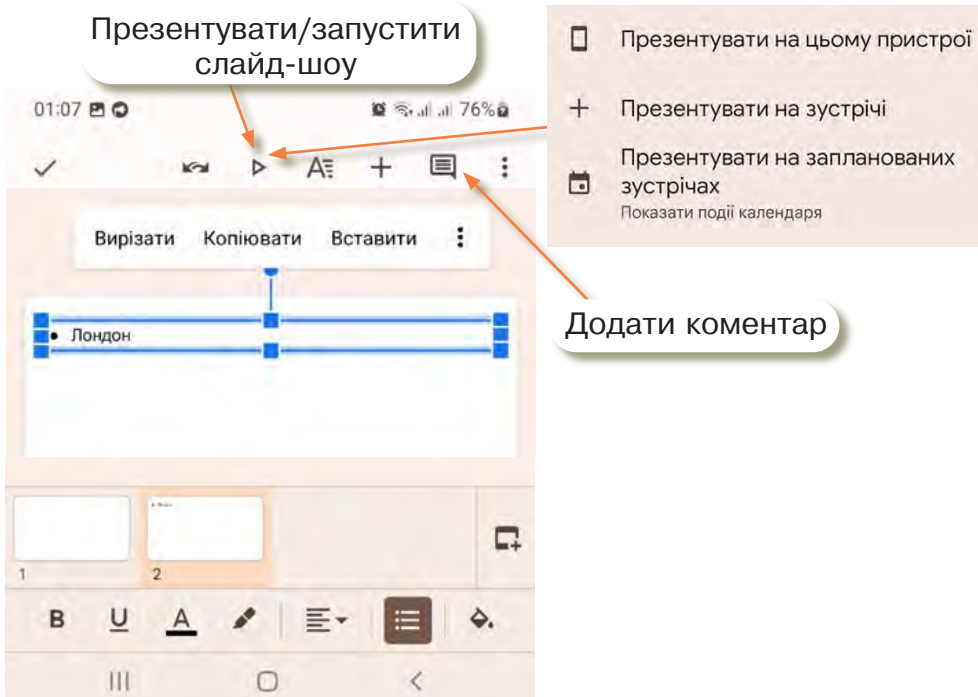 Презентувати/запустити
слайд-шоу
Презентувати на цьому пристрої
Презентувати на зустрічі
Презентувати на запланованих
зустрічах
Показати події календаря
01:07 76%
Вирізати Копіювати Вставити
• Лондон
Додати коментар
1 2
B U A